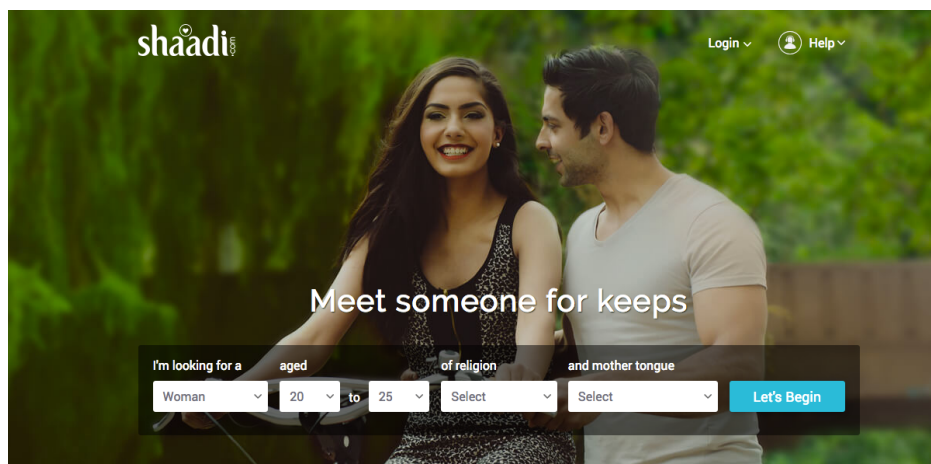 shaadi.com
Login
Help
Meet someone for keeps
I'm looking for a aged of religion and mother tongue
Woman 20 to 25 Select Select Let's Begin